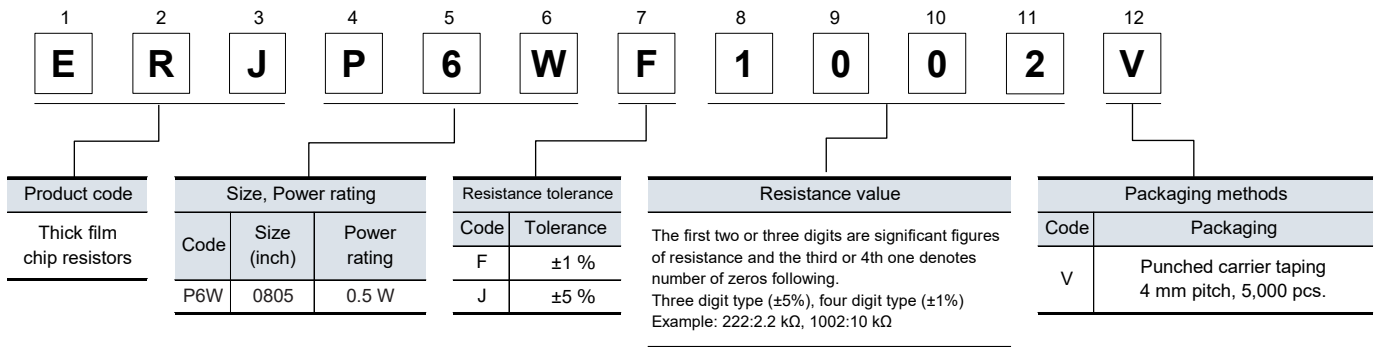 1 2 3 4 5 6 7 8 9 10 11 12
E R J P 6 W F 1 0 0 2 V
Product code
Thick film
chip resistors
Size, Power rating
Code Size (inch) Power rating
P6W 0805 0.5 W
Resistance tolerance
Code Tolerance
F ±1 %
J ±5 %
Resistance value
The first two or three digits are significant figures
of resistance and the third or 4th one denotes
number of zeros following.
Three digit type (±5%), four digit type (±1%)
Example: 222:2.2 kΩ, 1002:10 kΩ
Packaging methods
Code Packaging
V Punched carrier taping
4 mm pitch, 5,000 pcs.